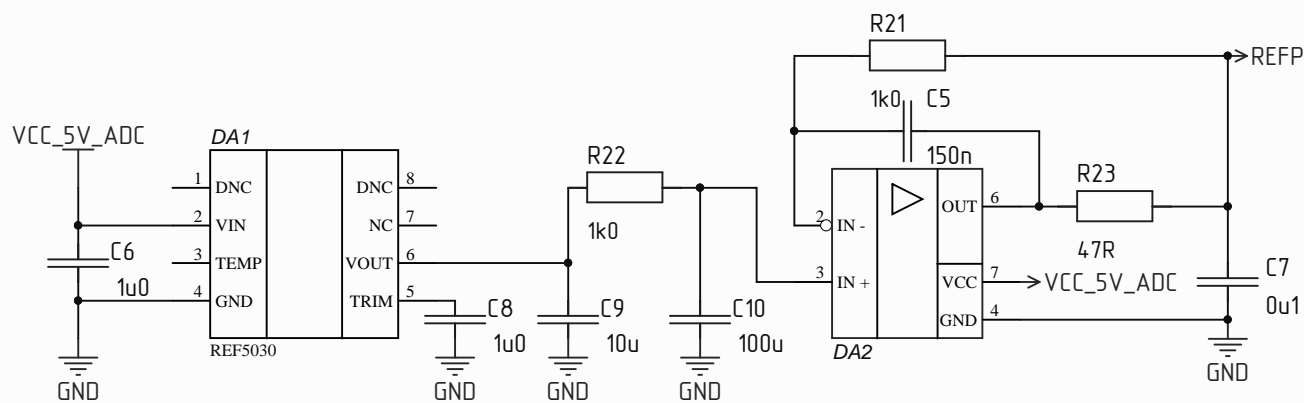 R21
REFP
1k0 C5
VCC_5V_ADC
DA1
150n
R22
R23
1 DNC DNC 8
2 VIN NC 7
2 IN - OUT 6
1k0
47R
C6
3 TEMP VOUT 6
3 IN + VCC 7 VCC_5V_ADC
C7
1u0
4 GND TRIM 5
C8
C9
C10
GND 4
0u1
REF5030
1u0
10u
100u
DA2
GND
GND
GND
GND
GND